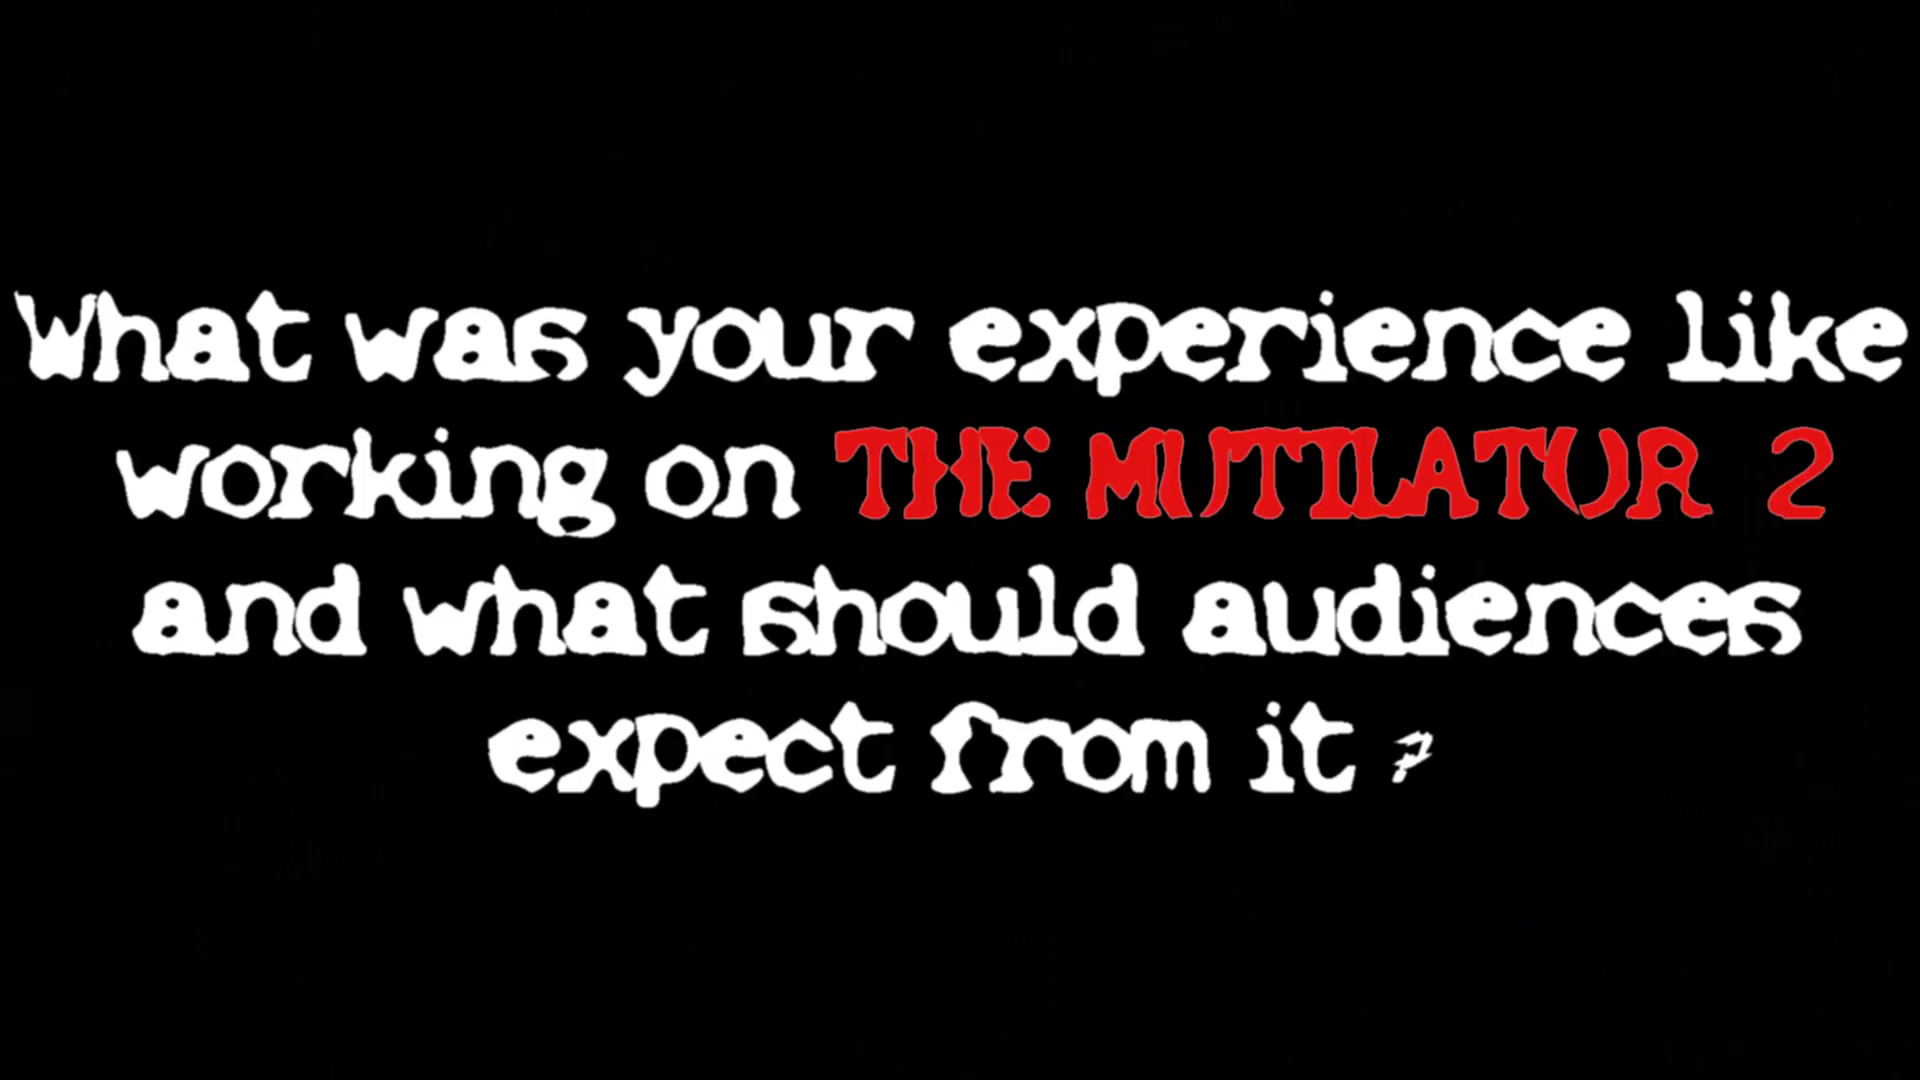 What was your experience like
working on THE MUTILATOR 2
and what should audiences
expect from it ?